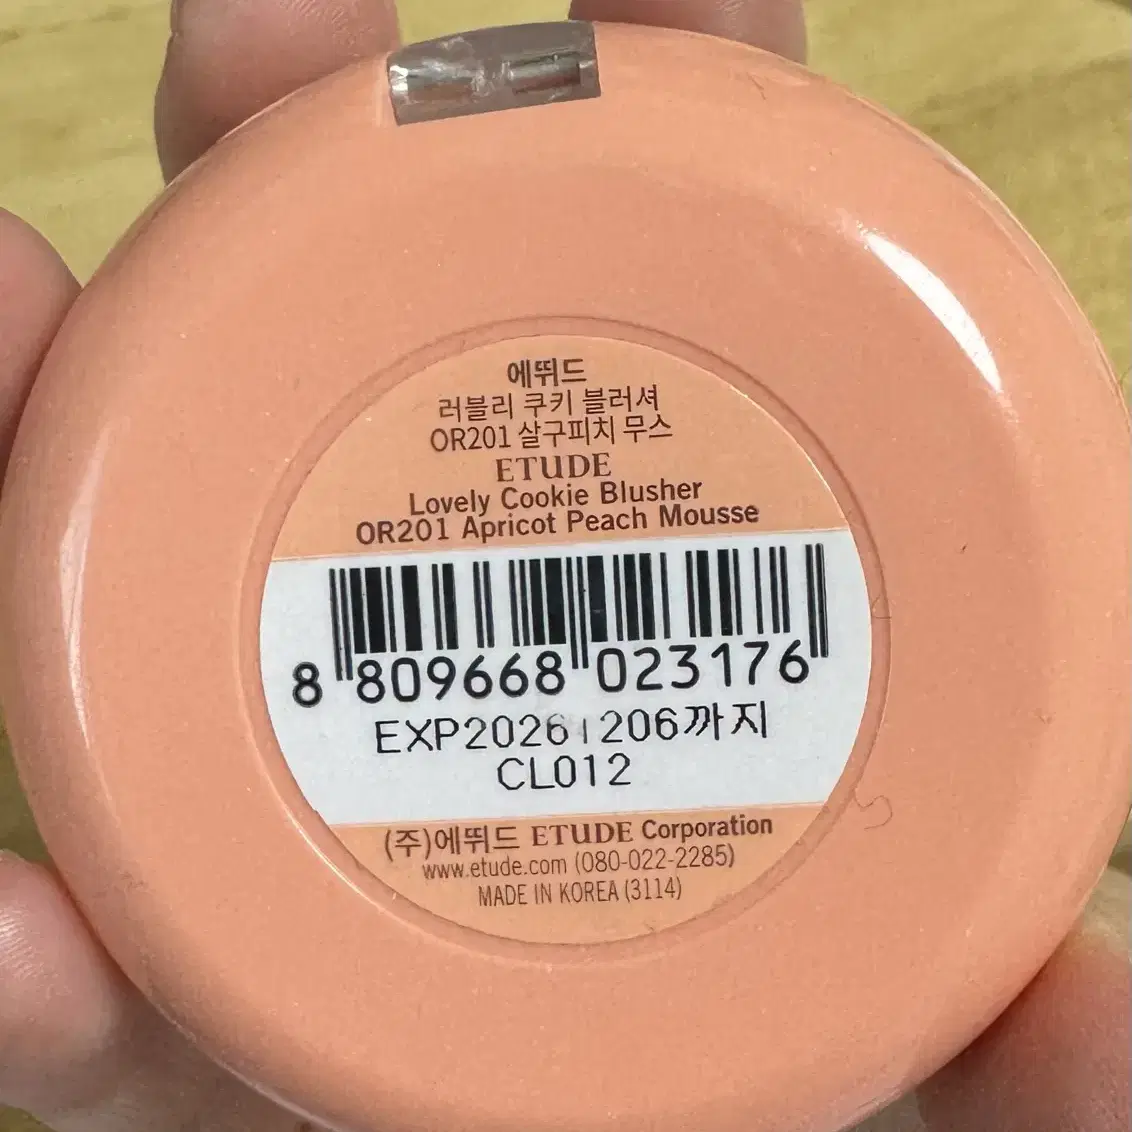 에뛰드
러블리 쿠키 블러셔
OR201 살구피치 무스
ETUDE
Lovely Cookie Blusher
OR201 Apricot Peach Mousse
8 809668 023176
EXP20261206까지
CL012
(주)에뛰드 ETUDE Corporation
www.etude.com (080-022-2285)
MADE IN KOREA (3114)